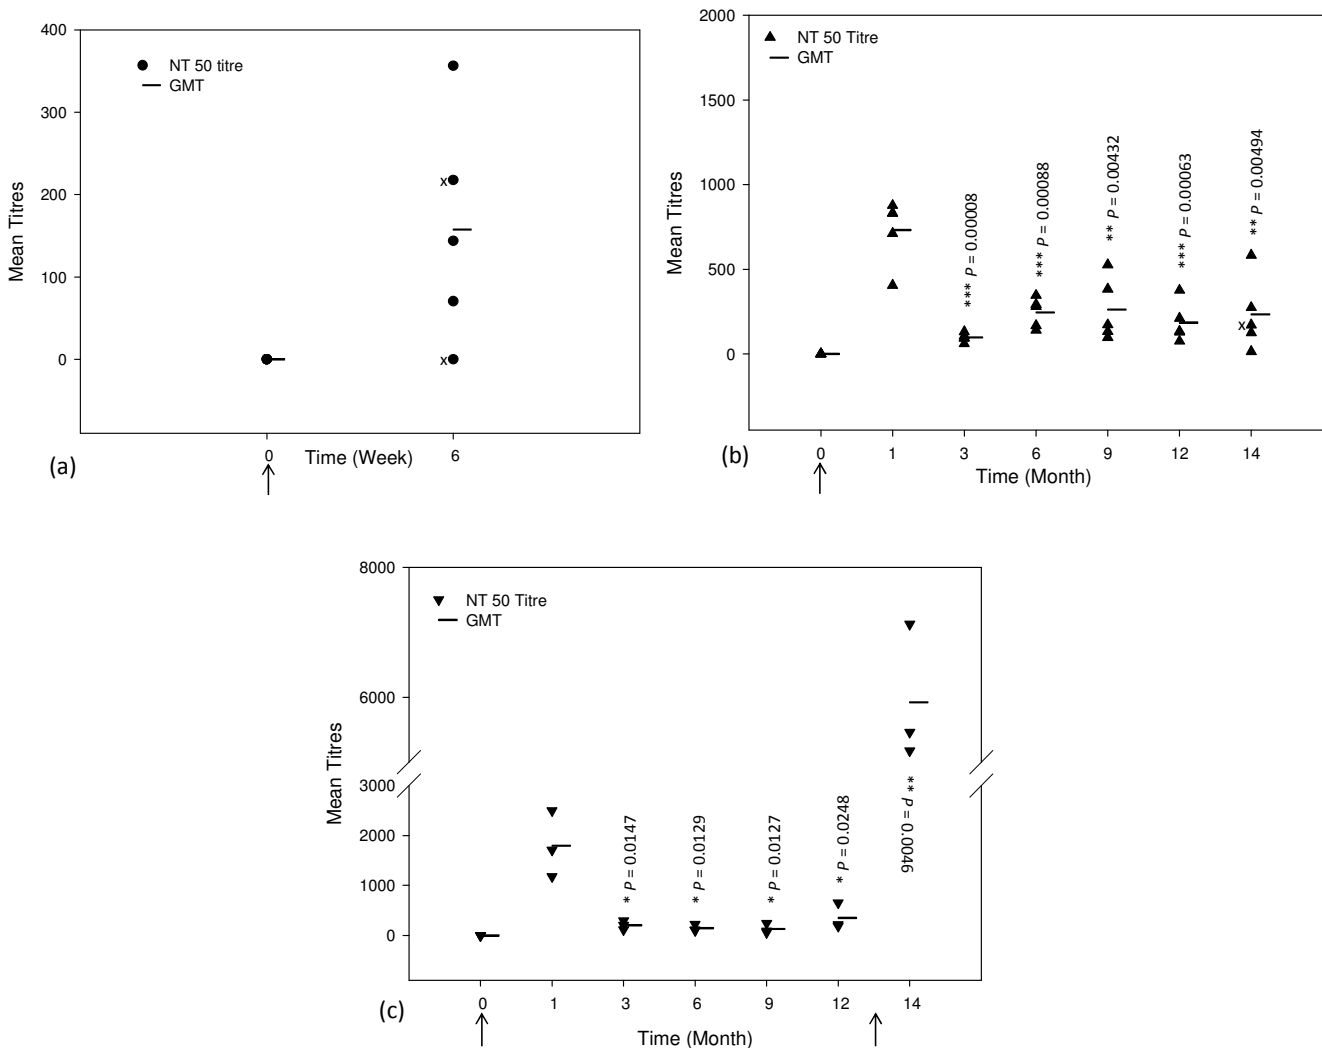 400
300
200
100
0
Mean Titres
NT 50 titre
GMT
x
x
0
Time (Week)
6
(a)
2000
1500
1000
500
0
Mean Titres
NT 50 Titre
GMT
*** P = 0.00008
*** P = 0.00088
** P = 0.00432
*** P = 0.00063
** P = 0.00494
x
0 1 3 6 9 12 14
Time (Month)
(b)
8000
6000
3000
2000
1000
0
Mean Titres
NT 50 Titre
GMT
* P = 0.0147
* P = 0.0129
* P = 0.0127
* P = 0.0248
** p = 0.0046
0 1 3 6 9 12 14
Time (Month)
(c)